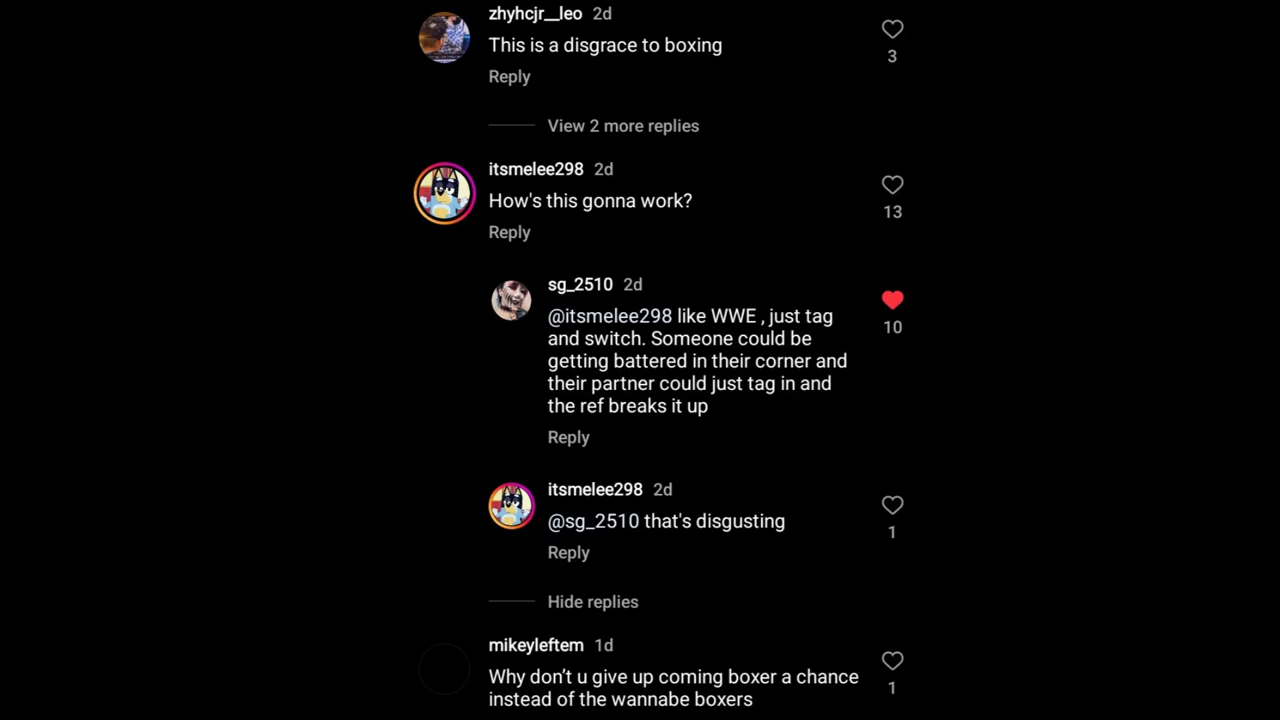 zhyhcjr__leo 2d
This is a disgrace to boxing
3
Reply
View 2 more replies
itsmelee298 2d
How's this gonna work?
13
Reply
sg_2510 2d
@itsmelee298 like WWE , just tag
and switch. Someone could be
10
getting battered in their corner and
their partner could just tag in and
the ref breaks it up
Reply
itsmelee298 2d
@sg_2510 that's disgusting
1
Reply
Hide replies
mikeyleftem 1d
Why don’t u give up coming boxer a chance
1
instead of the wannabe boxers